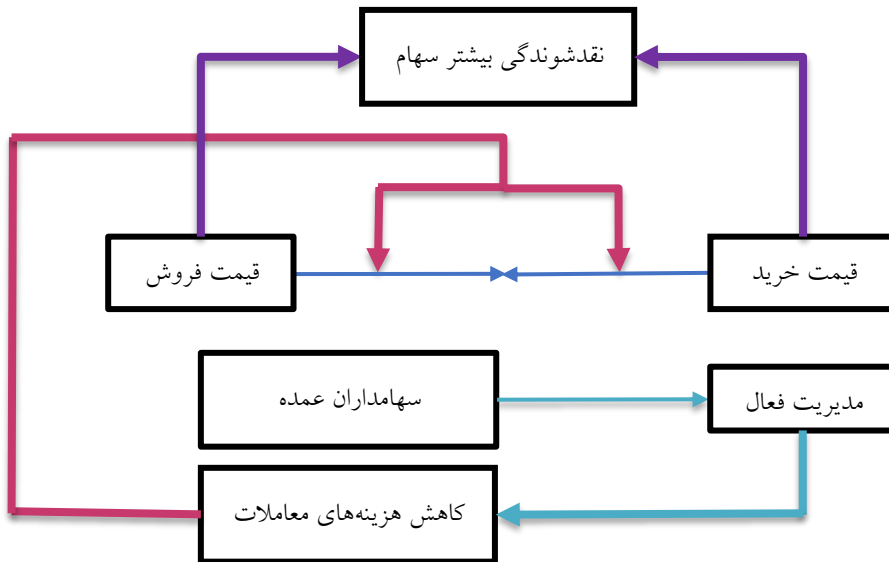 نقدشوندگی بیشتر سهام
قیمت خرید
قیمت فروش
سهامداران عمده
مدیریت فعال
کاهش هزینه‌های معاملات